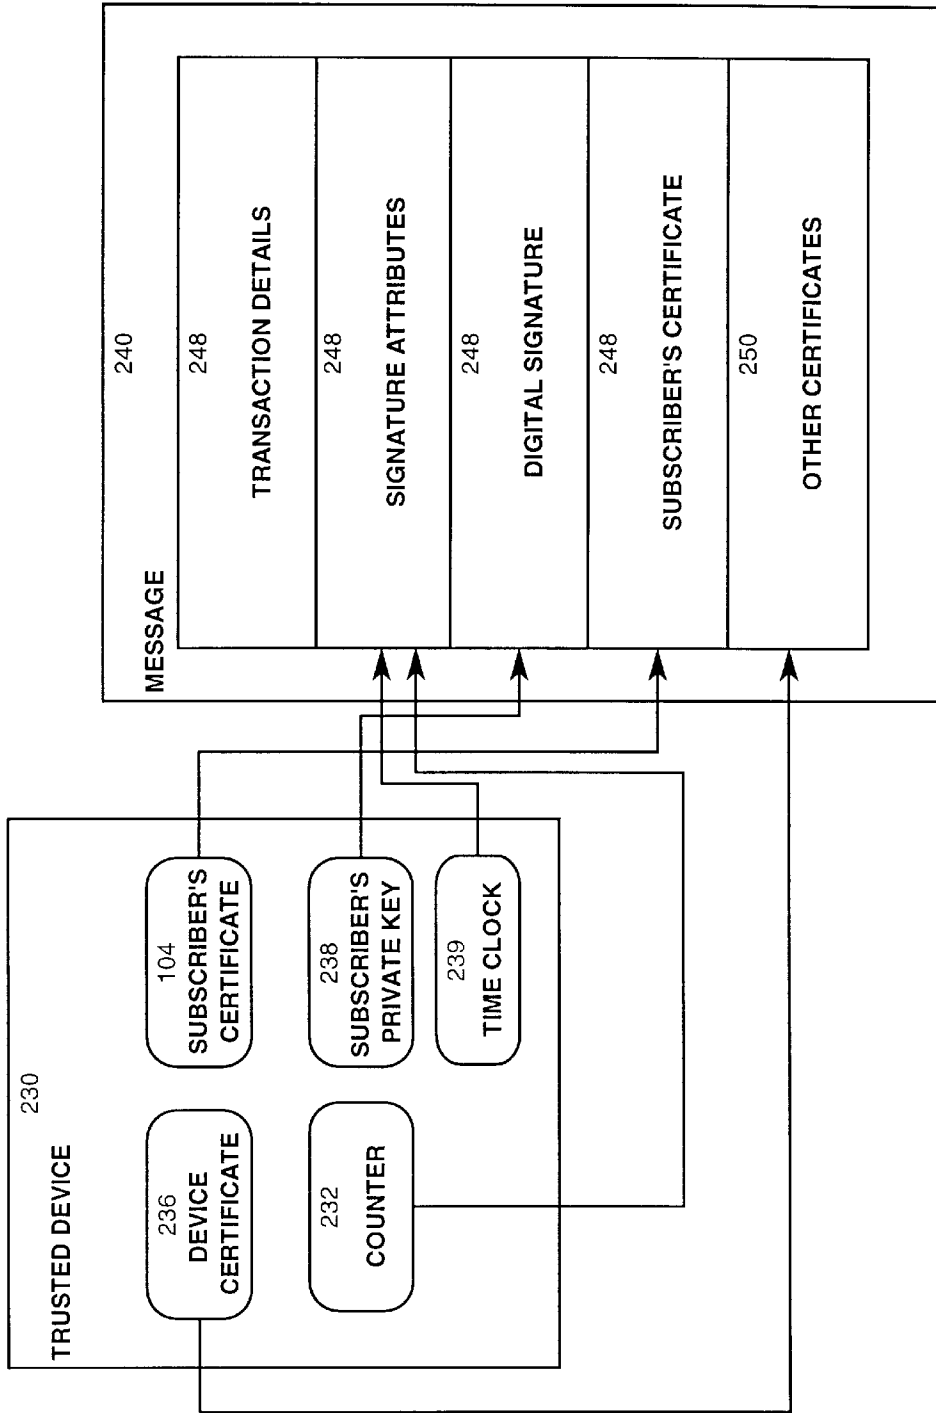 TRUSTED DEVICE
230
236
DEVICE
CERTIFICATE
104
SUBSCRIBER'S
CERTIFICATE
232
COUNTER
238
SUBSCRIBER'S
PRIVATE KEY
239
TIME CLOCK
MESSAGE
240
248
TRANSACTION DETAILS
248
SIGNATURE ATTRIBUTES
248
DIGITAL SIGNATURE
248
SUBSCRIBER'S CERTIFICATE
250
OTHER CERTIFICATES